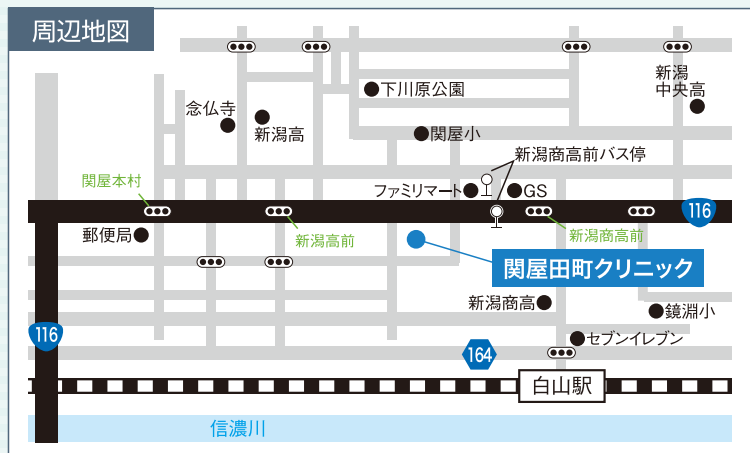 周辺地図
新潟
中央高
下川原公園
念仏寺
新潟高
関屋小
新潟商高前バス停
関屋本村
ファミリマート
GS
116
郵便局
新潟高前
新潟商高前
関屋田町クリニック
新潟商高
鏡淵小
116
セブンイレブン
164
白山駅
信濃川